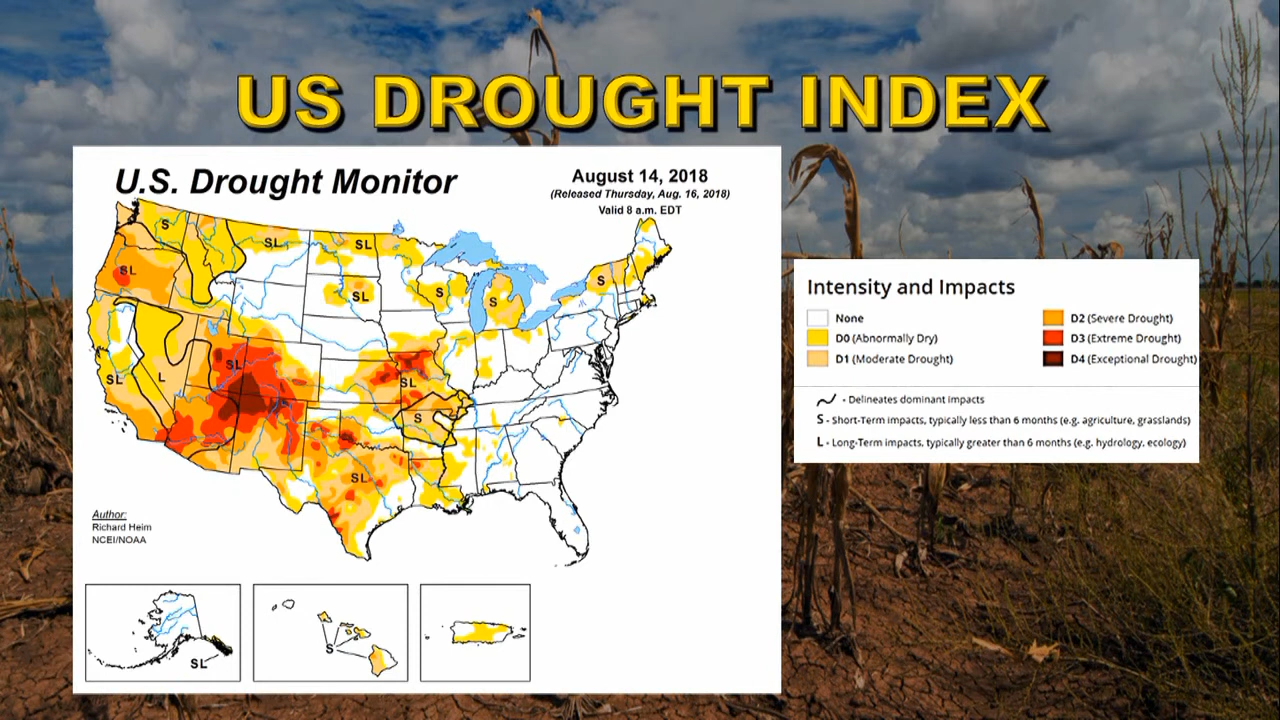 US DROUGHT INDEX
U.S. Drought Monitor
August 14, 2018
(Released Thursday, Aug. 16, 2018)
Valid 8 a.m. EDT
S
SL
SL
SL
SL
S
S
S
SL
SL
L
SL
S
SL
Author:
Richard Heim
NCEI/NOAA
SL
S
Intensity and Impacts
None
D0 (Abnormally Dry)
D1 (Moderate Drought)
D2 (Severe Drought)
D3 (Extreme Drought)
D4 (Exceptional Drought)
- Delineates dominant impacts
S - Short-Term impacts, typically less than 6 months (e.g. agriculture, grasslands)
L - Long-Term impacts, typically greater than 6 months (e.g. hydrology, ecology)